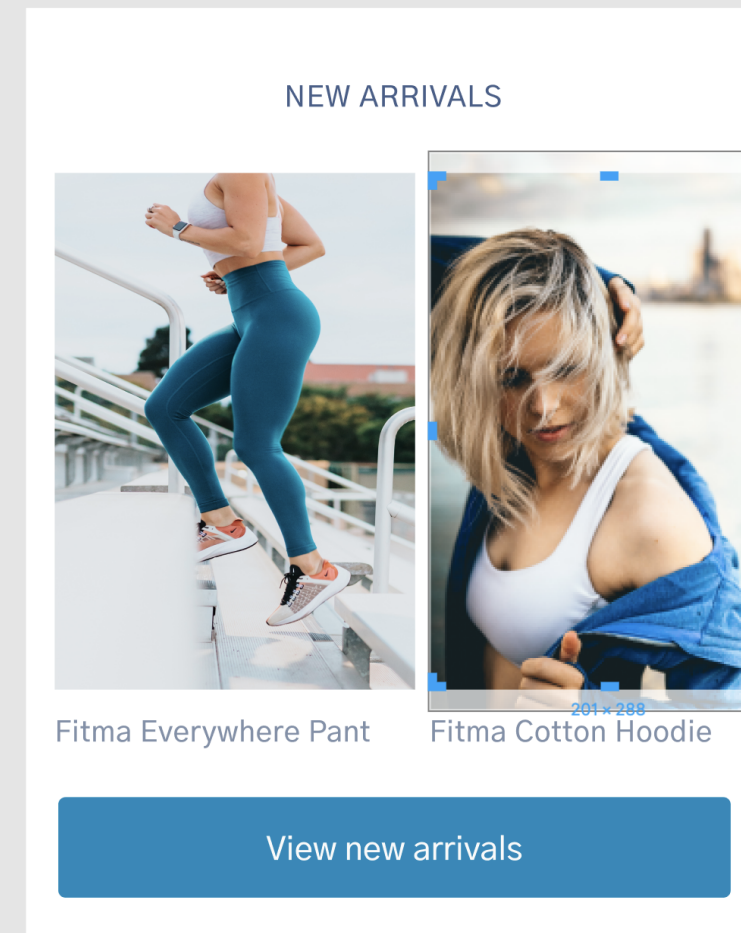 NEW ARRIVALS
201 × 288
Fitma Everywhere Pant
Fitma Cotton Hoodie
View new arrivals